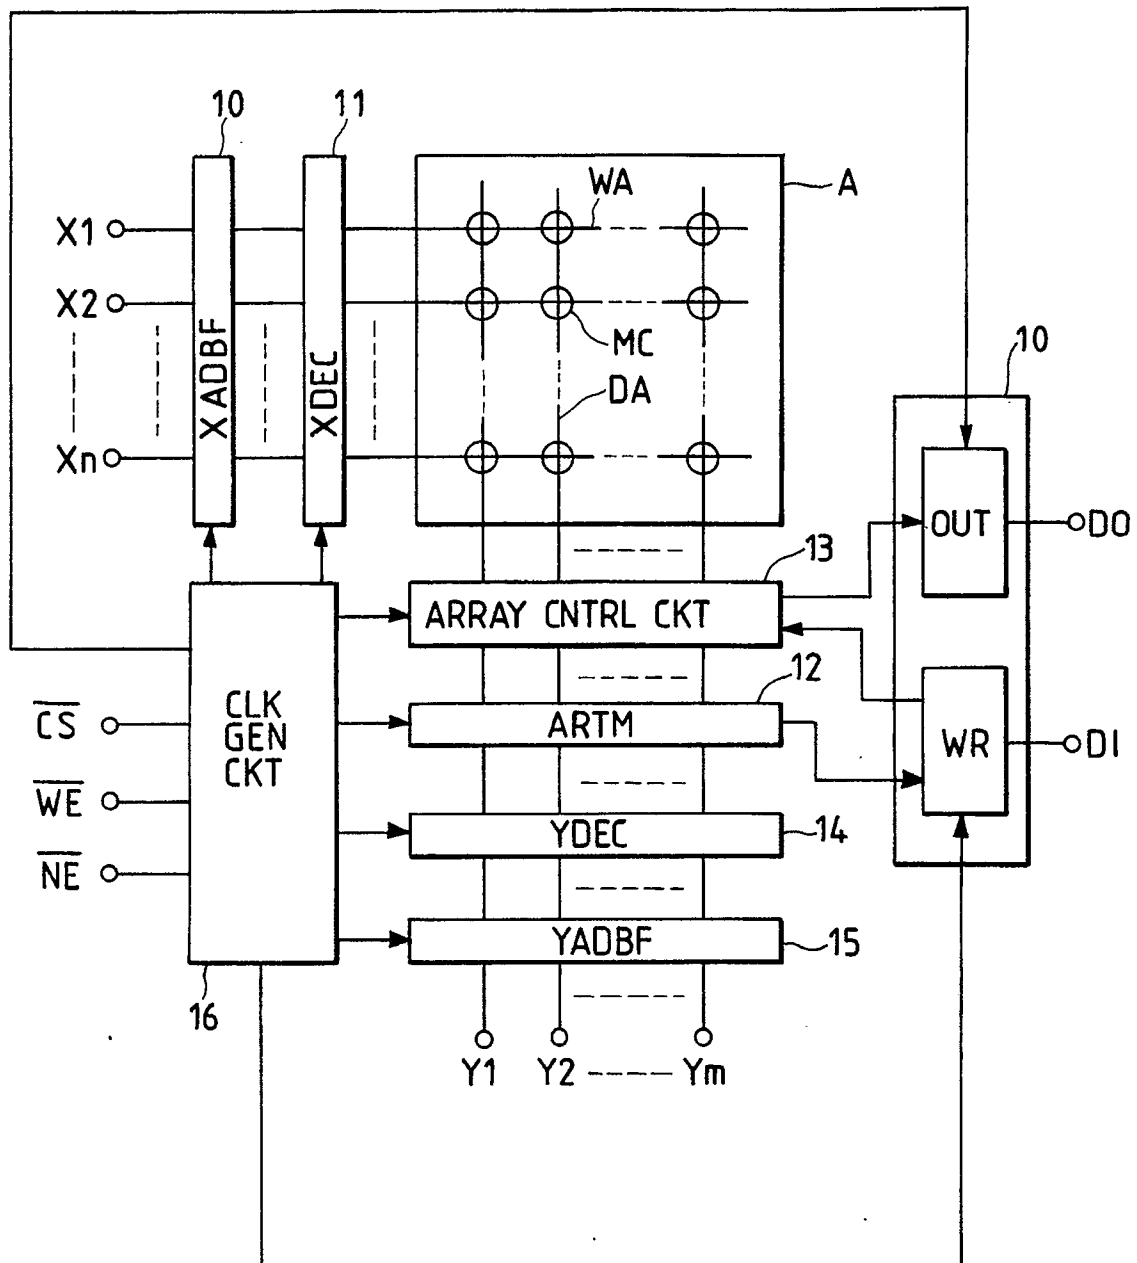 10
11
WA
A
X1
X2
MC
XADBF
XDEC
DA
10
Xn
OUT
DO
13
ARRAY CNTRL CKT
12
CLK
GEN
CKT
CS
ARTM
WR
DI
WE
YDEC
14
NE
YADBF
15
16
Y1
Y2
Ym